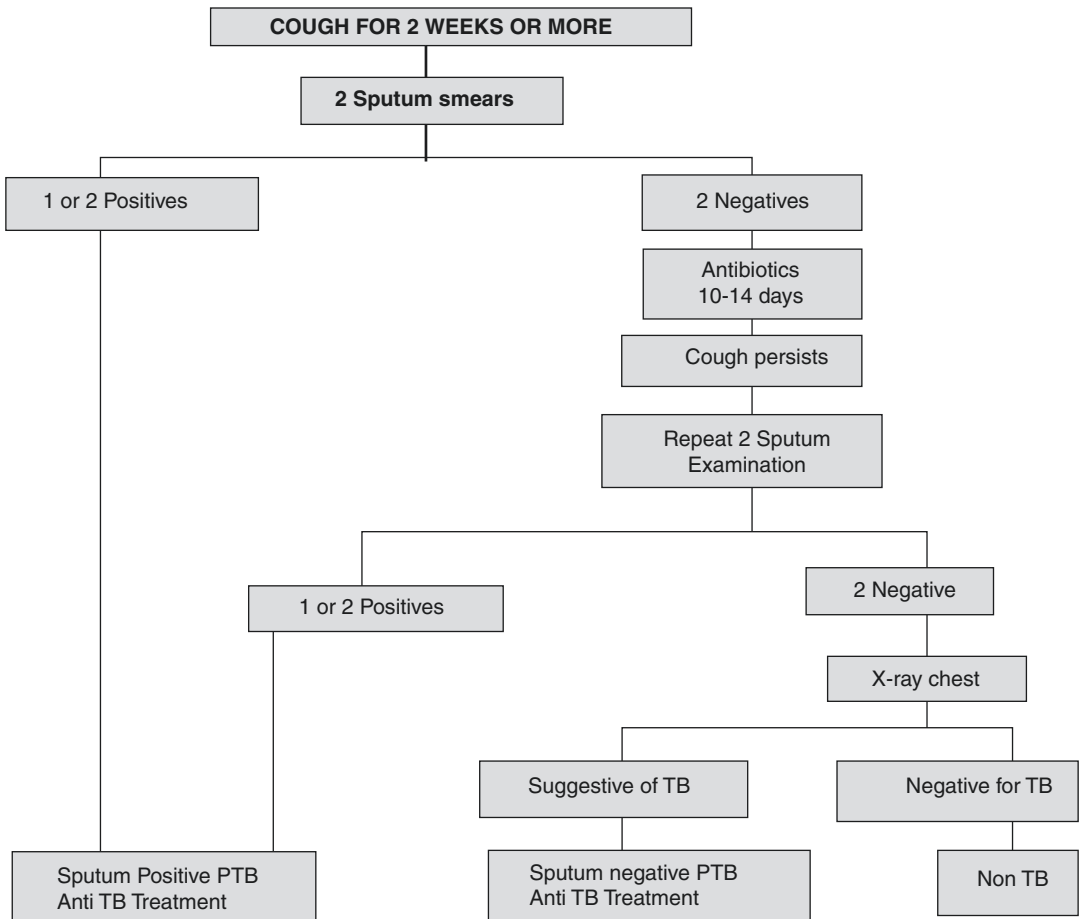 COUGH FOR 2 WEEKS OR MORE
2 Sputum smears
1 or 2 Positives
2 Negatives
Antibiotics
10-14 days
Cough persists
Repeat 2 Sputum
Examination
1 or 2 Positives
2 Negative
X-ray chest
Suggestive of TB
Negative for TB
Sputum Positive PTB
Anti TB Treatment
Sputum negative PTB
Anti TB Treatment
Non TB